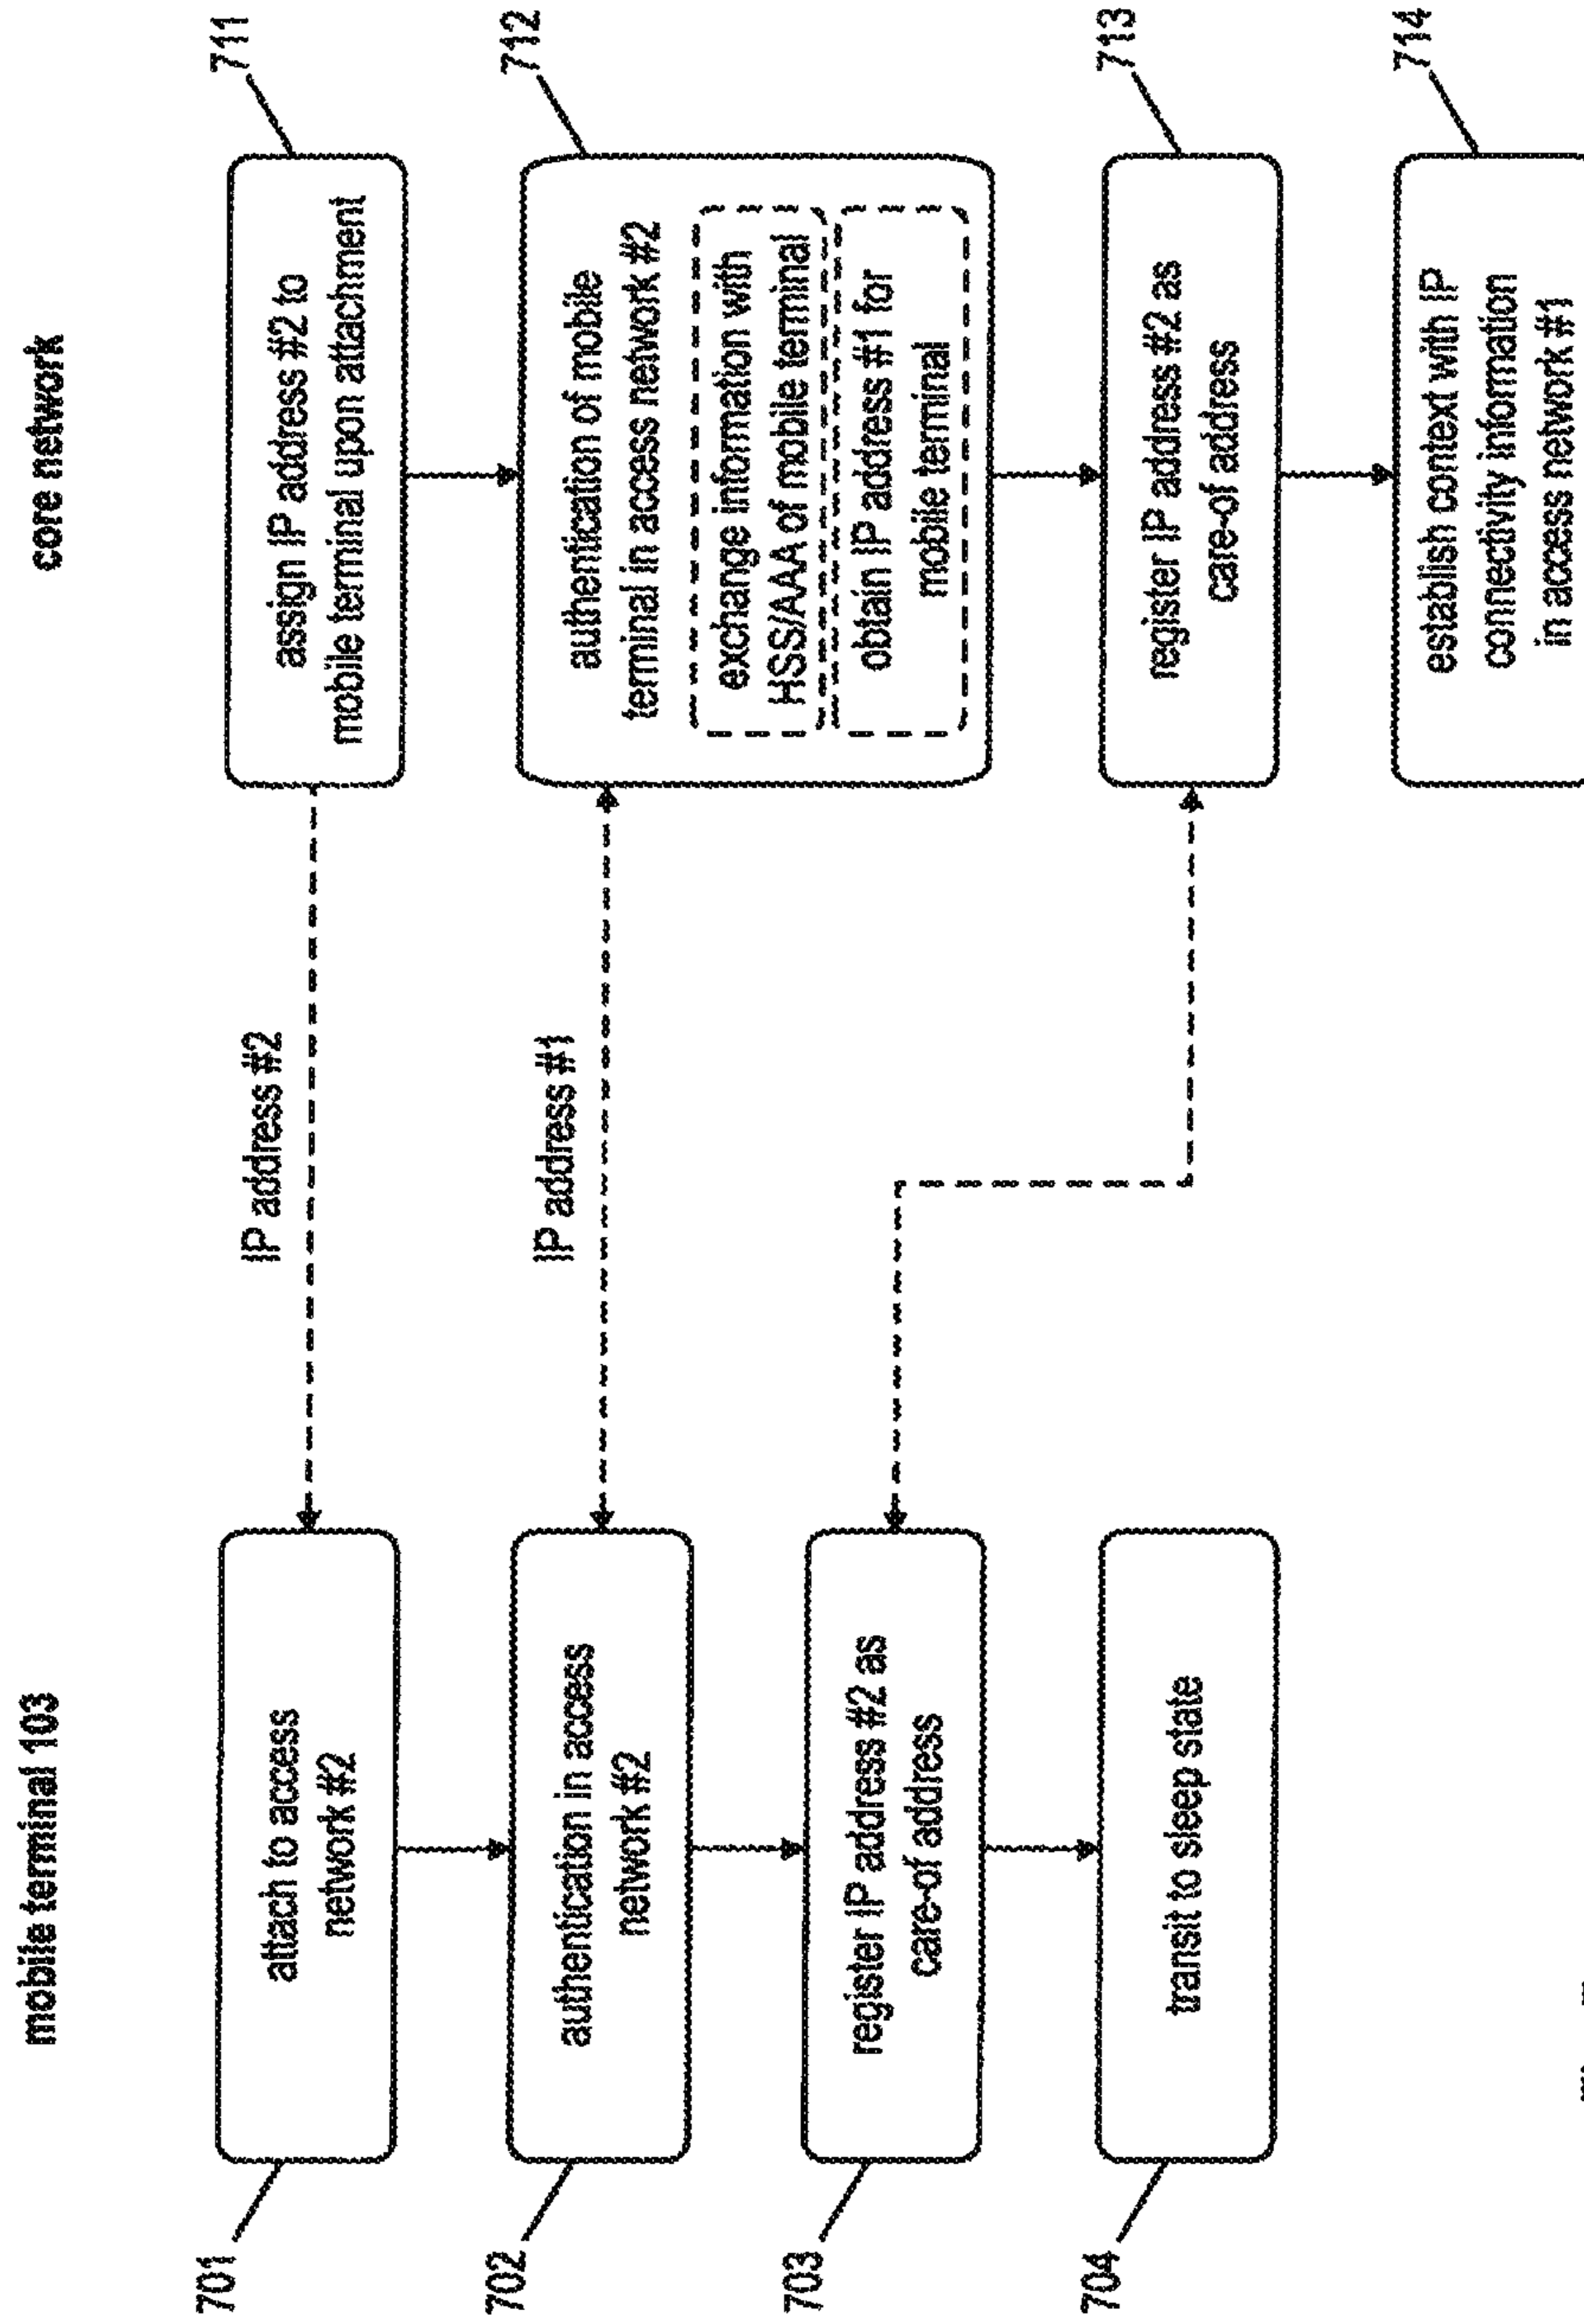 mobile terminal 103
core network
701
attach to access
network #2
702
authentication in access
network #2
703
register IP address #2 as
care-of address
704
transit to sleep state
IP address #2
IP address #1
711
assign IP address #2 to
mobile terminal upon attachment
712
authentication of mobile
terminal in access network #2
exchange information with
HSS/AAA of mobile terminal
obtain IP address #1 for
mobile terminal
713
register IP address #2 as
care-of address
714
establish context with IP
connectivity information
in access network #1